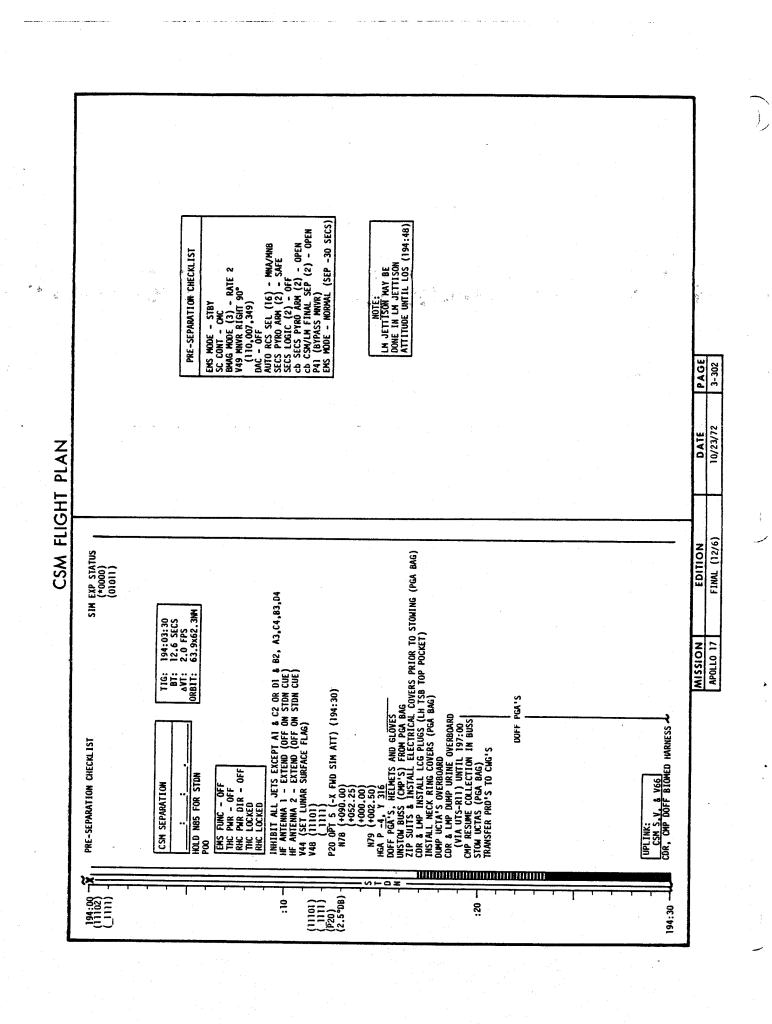 CSM FLIGHT PLAN
194:00
(11102)
(_1111)
:10
(11101)
(_1111)
(P20)
(2.5°DB)
:20
194:30
S T D N
PRE-SEPARATION CHECKLIST
SIM EXP STATUS
(*0000)
(01011)
CSM SEPARATION
: : .
HOLD N85 FOR STDN
P00
TIG: 194:03:30
BT: 12.6 SECS
ΔVT: 2.0 FPS
ORBIT: 63.9x62.3NM
EMS FUNC - OFF
THC PWR - OFF
RHC PWR DIR - OFF
THC LOCKED
RHC LOCKED
INHIBIT ALL JETS EXCEPT A1 & C2 OR D1 & B2, A3,C4,B3,D4
HF ANTENNA 1 - EXTEND (OFF ON STDN CUE)
HF ANTENNA 2 - EXTEND (OFF ON STDN CUE)
V44 (SET LUNAR SURFACE FLAG)
V48 (11101)
(_1111)
P20 OPT 5 (-X FWD SIM ATT) (194:30)
N78 (+090.00)
(+052.25)
(+000.00)
N79 (+002.50)
HGA P -4, Y 316
DOFF PGA'S, HELMETS AND GLOVES
UNSTOW BUSS (CMP'S) FROM PGA BAG
ZIP SUITS & INSTALL ELECTRICAL COVERS PRIOR TO STOWING (PGA BAG)
CDR & LMP INSTALL LCG PLUGS (LH TSB TOP POCKET)
INSTALL NECK RING COVERS (PGA BAG)
DUMP UCTA'S OVERBOARD
CDR & LMP DUMP URINE OVERBOARD
(VIA UTS-R11) UNTIL 197:00
CMP RESUME COLLECTION IN BUSS
STOW UCTAS (PGA BAG)
TRANSFER PRD'S TO CWG'S
DOFF PGA'S
UPLINK:
CSM S.V. & V66
CDR, CMP DOFF BIOMED HARNESS
PRE-SEPARATION CHECKLIST
EMS MODE - STBY
SC CONT - CMC
BMAG MODE (3) - RATE 2
V49 MNVR RIGHT 90°
(110,007,349)
DAC - OFF
AUTO RCS SEL (16) - MNA/MNB
SECS PYRO ARM (2) - SAFE
SECS LOGIC (2) - OFF
cb SECS PYRO ARM (2) - OPEN
cb CSM/LM FINAL SEP (2) - OPEN
P41 (BYPASS MNVR)
EMS MODE - NORMAL (SEP -30 SECS)
NOTE:
LM JETTISON MAY BE
DONE IN LM JETTISON
ATTITUDE UNTIL LOS (194:48)
MISSION EDITION DATE PAGE
APOLLO 17 FINAL (12/6) 10/23/72 3-302